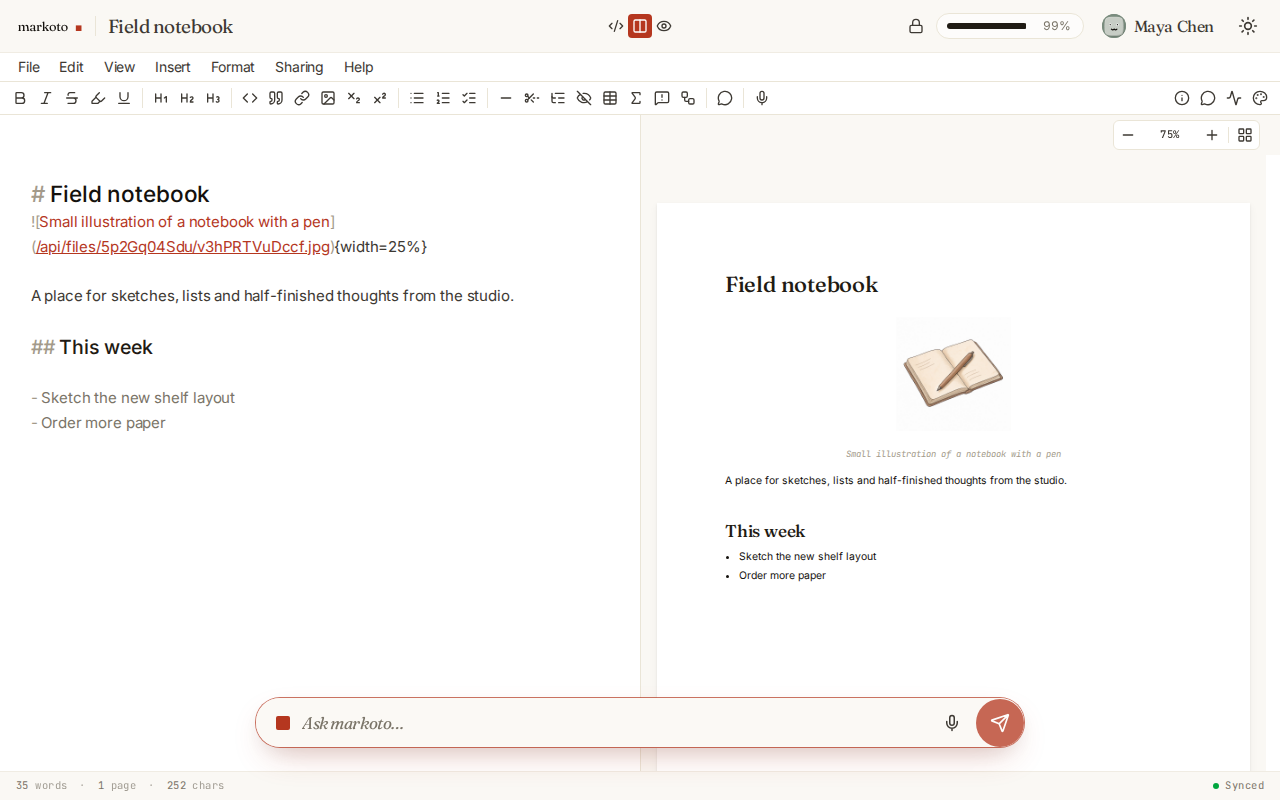 markoto
Field notebook
99%
Maya Chen
File Edit View Insert Format Sharing Help
H1 H2 H3
75%
# Field notebook
![Small illustration of a notebook with a pen]
(/api/files/5p2Gq04Sdu/v3hPRTVuDccf.jpg){width=25%}
A place for sketches, lists and half-finished thoughts from the studio.
## This week
- Sketch the new shelf layout
- Order more paper
Field notebook
Small illustration of a notebook with a pen
A place for sketches, lists and half-finished thoughts from the studio.
This week
• Sketch the new shelf layout
• Order more paper
Ask markoto...
35 words · 1 page · 252 chars
Synced